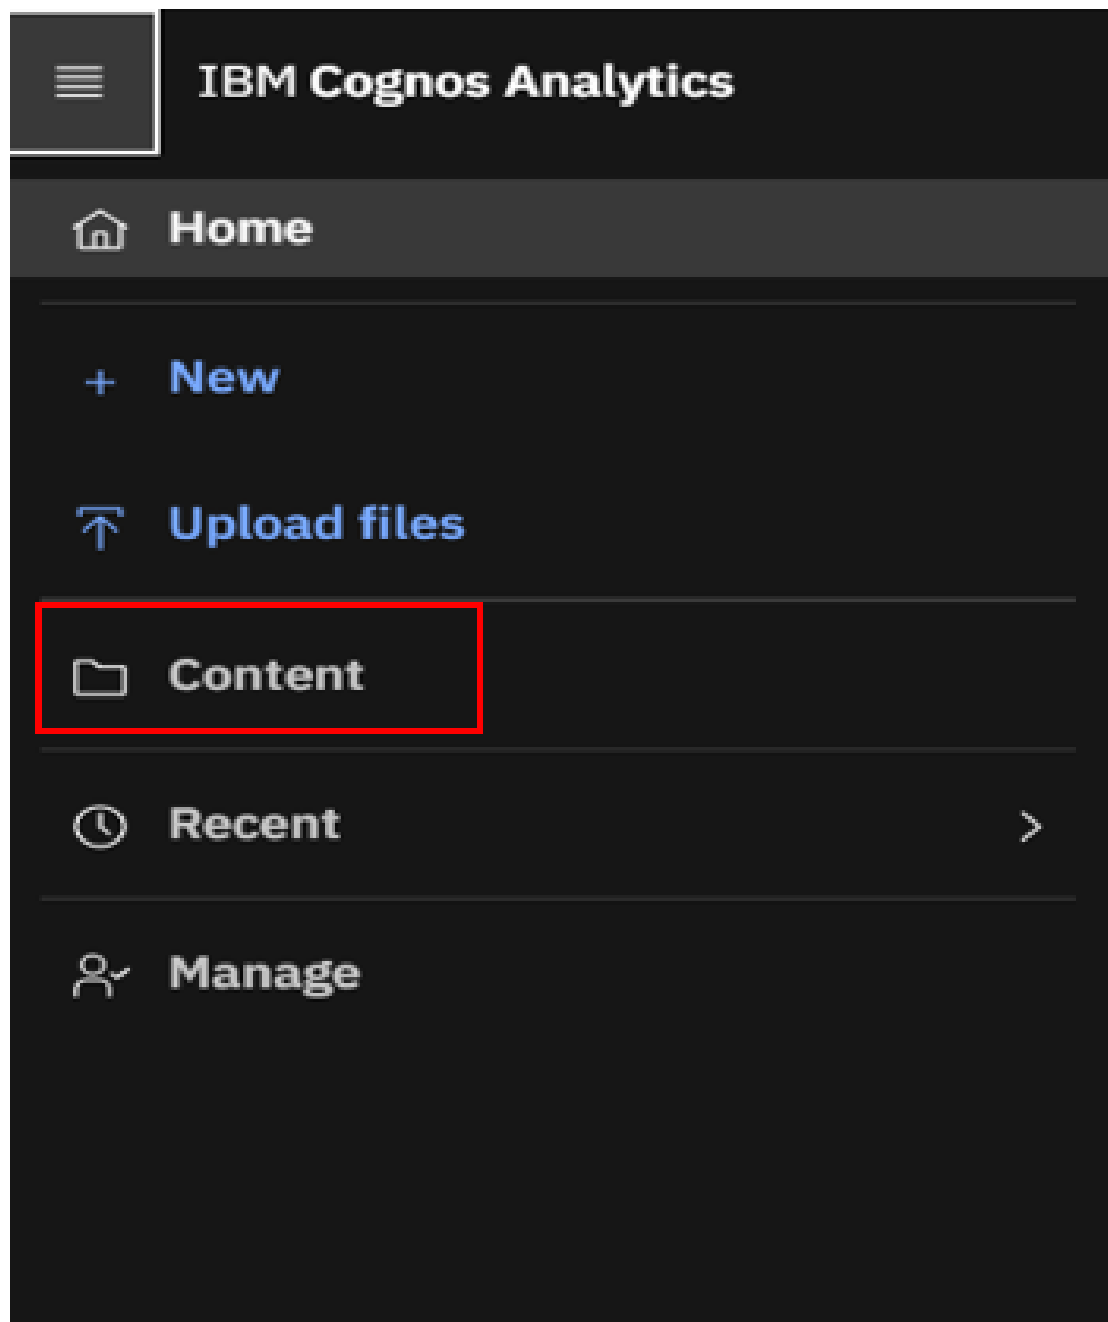 IBM Cognos Analytics
Home
New
Upload files
Content
Recent
Manage